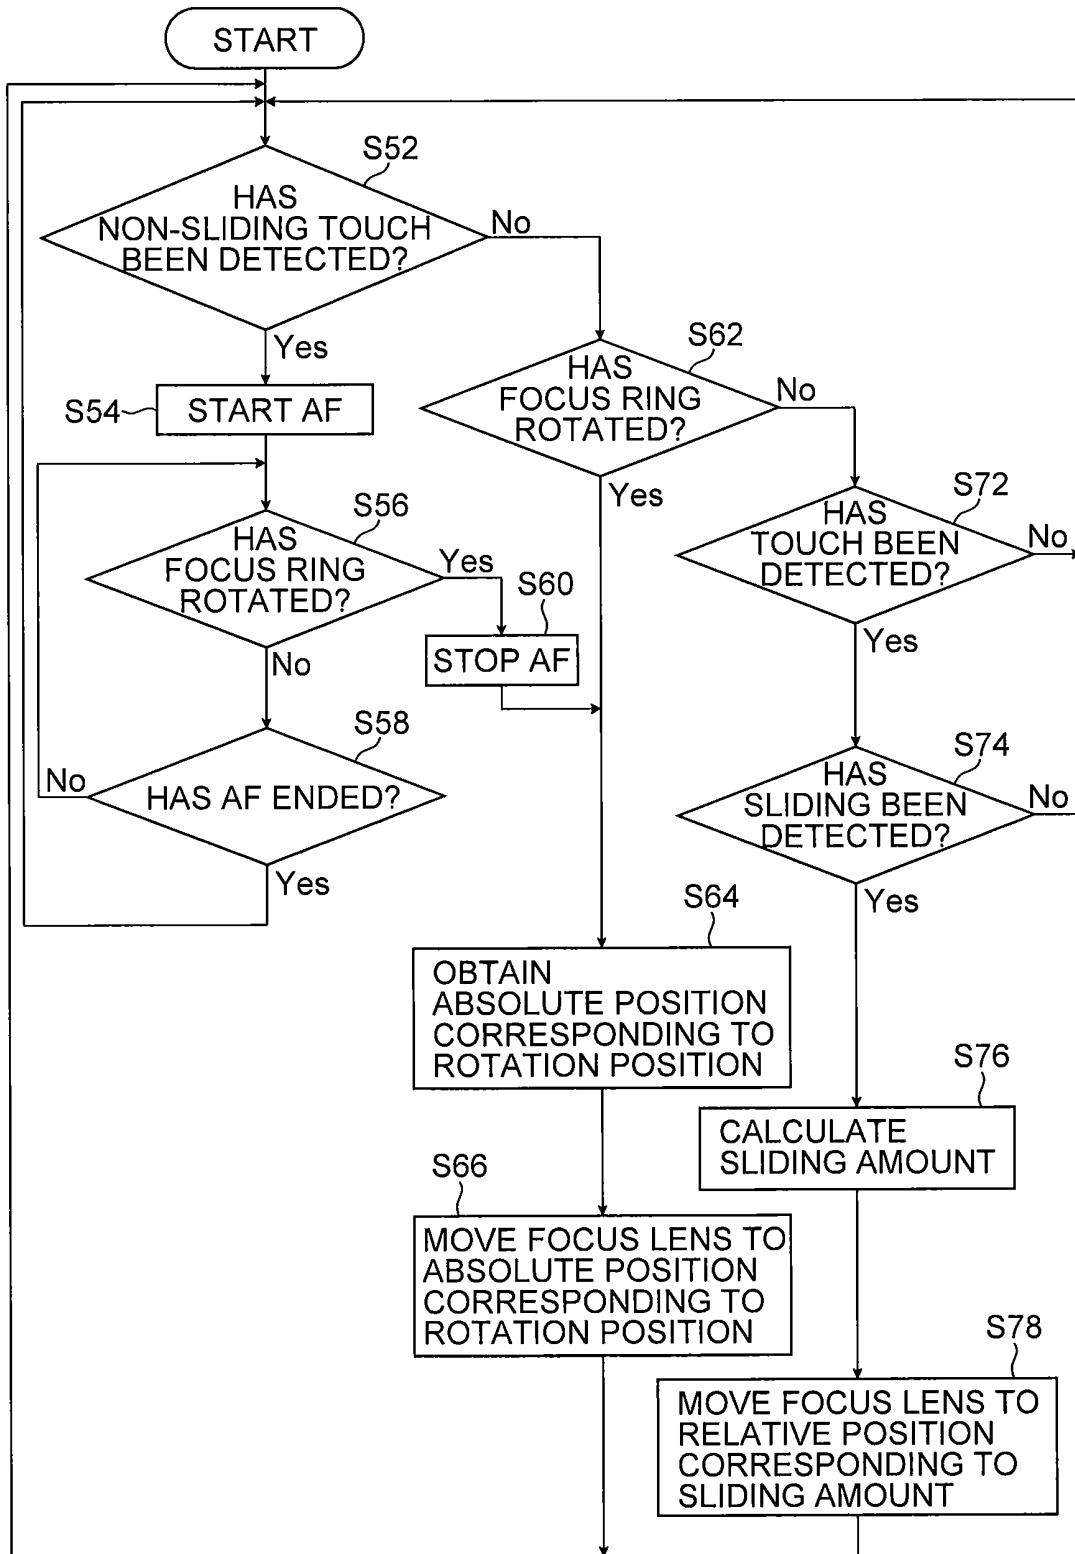 START
S52
HAS
NON-SLIDING TOUCH
BEEN DETECTED?
No
Yes
S54
START AF
S62
HAS
FOCUS RING
ROTATED?
No
Yes
S56
HAS
FOCUS RING
ROTATED?
Yes
No
S60
STOP AF
S72
HAS
TOUCH BEEN
DETECTED?
No
Yes
S58
HAS AF ENDED?
No
Yes
S74
HAS
SLIDING BEEN
DETECTED?
No
Yes
S64
OBTAIN
ABSOLUTE POSITION
CORRESPONDING TO
ROTATION POSITION
S76
CALCULATE
SLIDING AMOUNT
S66
MOVE FOCUS LENS TO
ABSOLUTE POSITION
CORRESPONDING TO
ROTATION POSITION
S78
MOVE FOCUS LENS TO
RELATIVE POSITION
CORRESPONDING TO
SLIDING AMOUNT